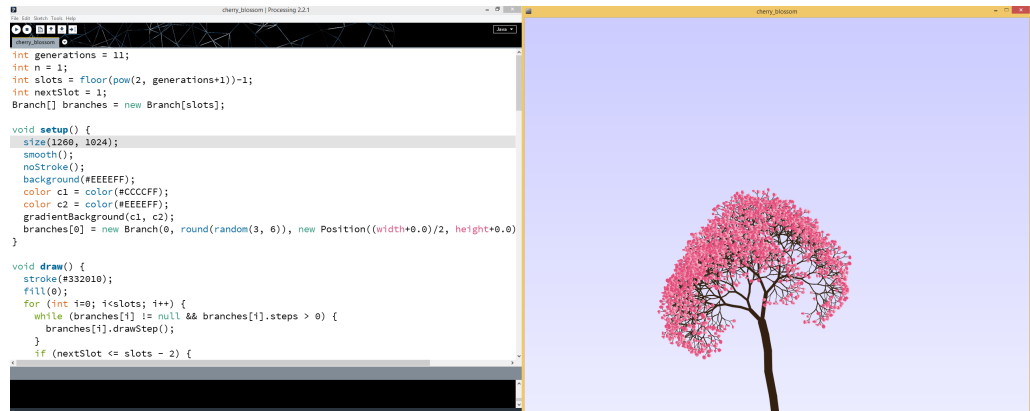 cherry_blossom | Processing 2.2.1
File Edit Sketch Tools Help
Java
cherry_blossom
int generations = 11;
int n = 1;
int slots = floor(pow(2, generations+1))-1;
int nextSlot = 1;
Branch[] branches = new Branch[slots];
void setup() {
size(1260, 1024);
smooth();
noStroke();
background(#EEEEFF);
color c1 = color(#CCCCFF);
color c2 = color(#EEEEFF);
gradientBackground(c1, c2);
branches[0] = new Branch(0, round(random(3, 6)), new Position((width+0.0)/2, height+0.0)
}
void draw() {
stroke(#332010);
fill(0);
for (int i=0; i<slots; i++) {
while (branches[i] != null && branches[i].steps > 0) {
branches[i].drawStep();
}
if (nextSlot <= slots - 2) {
cherry_blossom